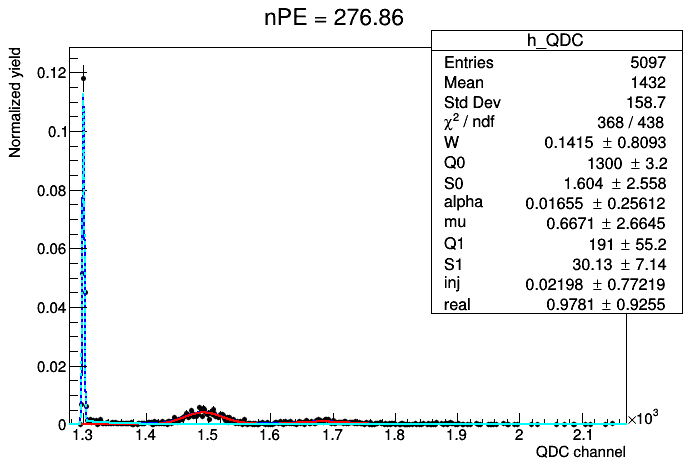 nPE = 276.86
h_QDC
Entries 5097
Mean 1432
Std Dev 158.7
χ² / ndf 368 / 438
W 0.1415 ± 0.8093
Q0 1300 ± 3.2
S0 1.604 ± 2.558
alpha 0.01655 ± 0.25612
mu 0.6671 ± 2.6645
Q1 191 ± 55.2
S1 30.13 ± 7.14
inj 0.02198 ± 0.77219
real 0.9781 ± 0.9255
Normalized yield
0.12
0.1
0.08
0.06
0.04
0.02
0
1.3 1.4 1.5 1.6 1.7 1.8 1.9 2 2.1
×10³
QDC channel